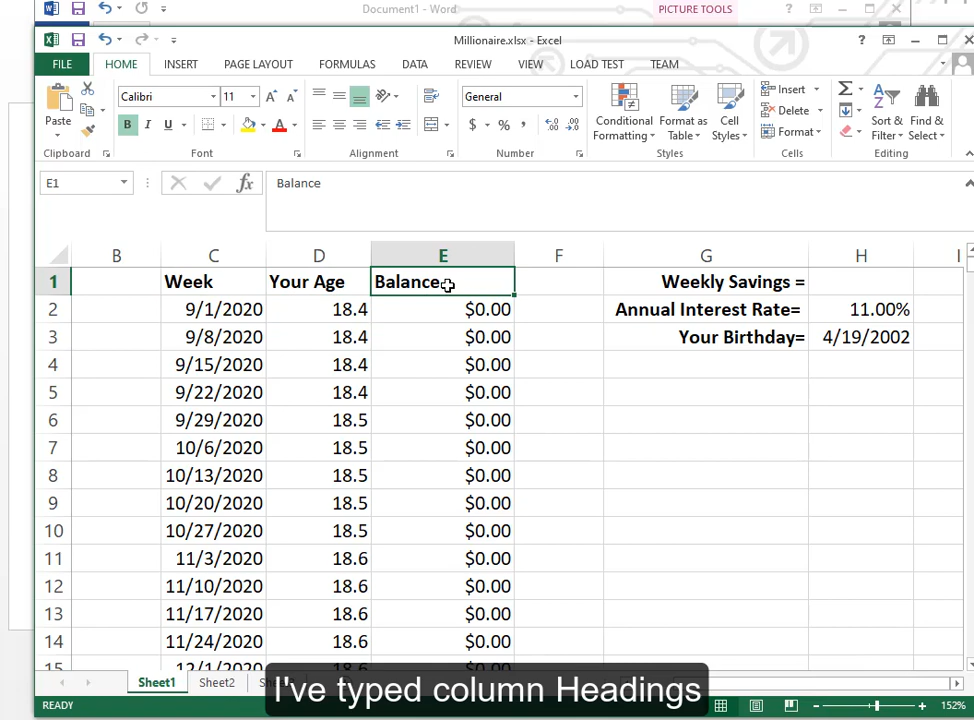 Document1 - Word
PICTURE TOOLS
Millionaire.xlsx - Excel
FILE HOME INSERT PAGE LAYOUT FORMULAS DATA REVIEW VIEW LOAD TEST TEAM
Calibri 11 General
Paste
B I U
$ % ,
Conditional Formatting
Format as Table
Cell Styles
Insert
Delete
Format
Sort & Filter
Find & Select
Clipboard Font Alignment Number Styles Cells Editing
E1 fx Balance
B C D E F G H I
1 Week Your Age Balance Weekly Savings =
2 9/1/2020 18.4 $0.00 Annual Interest Rate= 11.00%
3 9/8/2020 18.4 $0.00 Your Birthday= 4/19/2002
4 9/15/2020 18.4 $0.00
5 9/22/2020 18.4 $0.00
6 9/29/2020 18.5 $0.00
7 10/6/2020 18.5 $0.00
8 10/13/2020 18.5 $0.00
9 10/20/2020 18.5 $0.00
10 10/27/2020 18.5 $0.00
11 11/3/2020 18.6 $0.00
12 11/10/2020 18.6 $0.00
13 11/17/2020 18.6 $0.00
14 11/24/2020 18.6 $0.00
15 12/1/2020 18.6 $0.00
Sheet1 Sheet2
I've typed column Headings
READY 152%